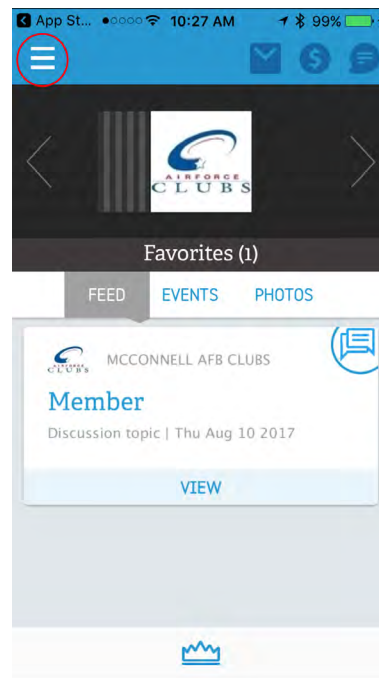 App St... 10:27 AM 99%
$
AIRFORCE
CLUBS
Favorites (1)
FEED EVENTS PHOTOS
CLUBS MCCONNELL AFB CLUBS
Member
Discussion topic | Thu Aug 10 2017
VIEW